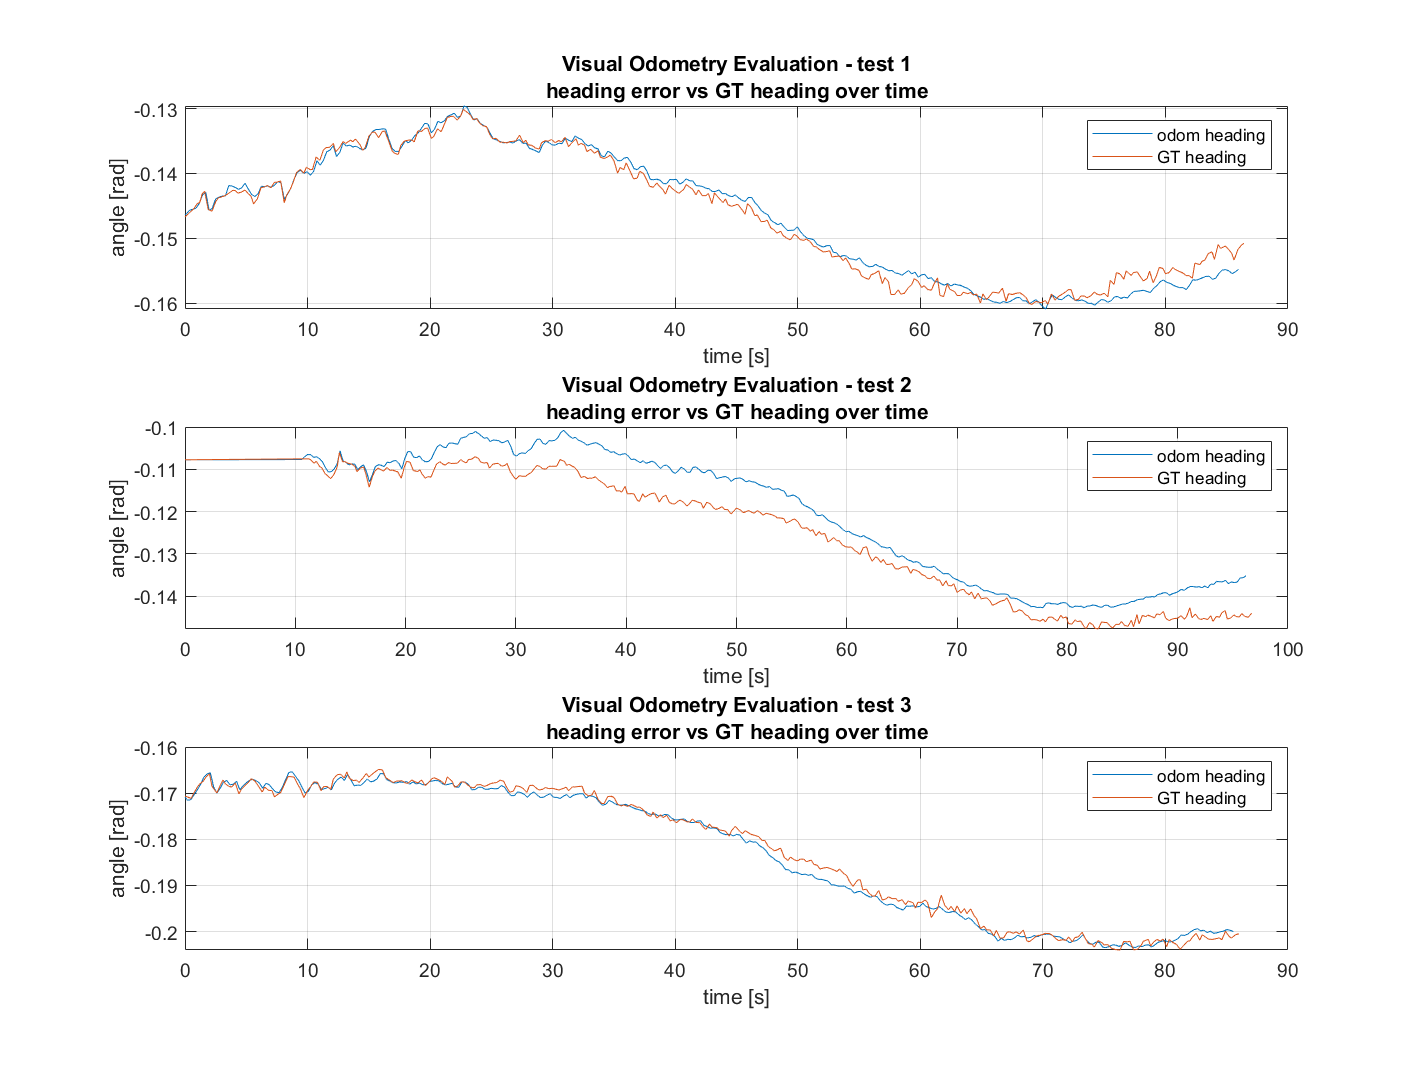 Visual Odometry Evaluation - test 1
heading error vs GT heading over time
-0.13
-0.14
-0.15
-0.16
angle [rad]
odom heading
GT heading
0 10 20 30 40 50 60 70 80 90
time [s]
Visual Odometry Evaluation - test 2
heading error vs GT heading over time
-0.1
-0.11
-0.12
-0.13
-0.14
angle [rad]
odom heading
GT heading
0 10 20 30 40 50 60 70 80 90 100
time [s]
Visual Odometry Evaluation - test 3
heading error vs GT heading over time
-0.16
-0.17
-0.18
-0.19
-0.2
angle [rad]
odom heading
GT heading
0 10 20 30 40 50 60 70 80 90
time [s]